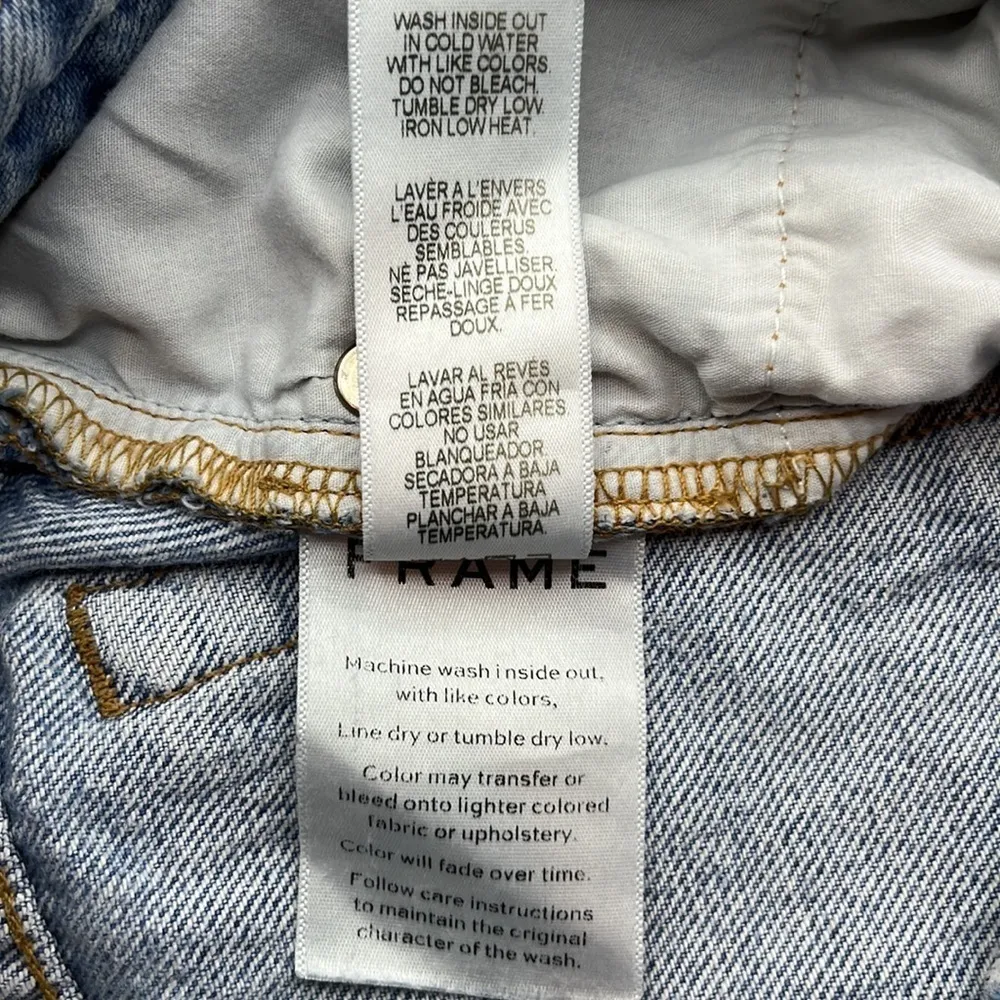 WASH INSIDE OUT
IN COLD WATER
WITH LIKE COLORS.
DO NOT BLEACH.
TUMBLE DRY LOW.
IRON LOW HEAT.
LAVÈR A L'ENVERS
L'EAU FROIDE AVEC
DES COULERUS
SEMBLABLES.
NÈ PAS JAVELLISER.
SECHE-LINGE DOUX
REPASSAGE À FER
DOUX.
LAVAR AL REVÉS
EN AGUA FRÍA CON
COLORES SIMILARES
NO USAR
BLANQUEADOR.
SECADORA A BAJA
TEMPERATURA
PLANCHAR A BAJA
TEMPERATURA.
FRAME
Machine wash inside out,
with like colors,
Line dry or tumble dry low.
Color may transfer or
bleed onto lighter colored
fabric or upholstery.
Color will fade over time.
Follow care instructions
to maintain the original
character of the wash.